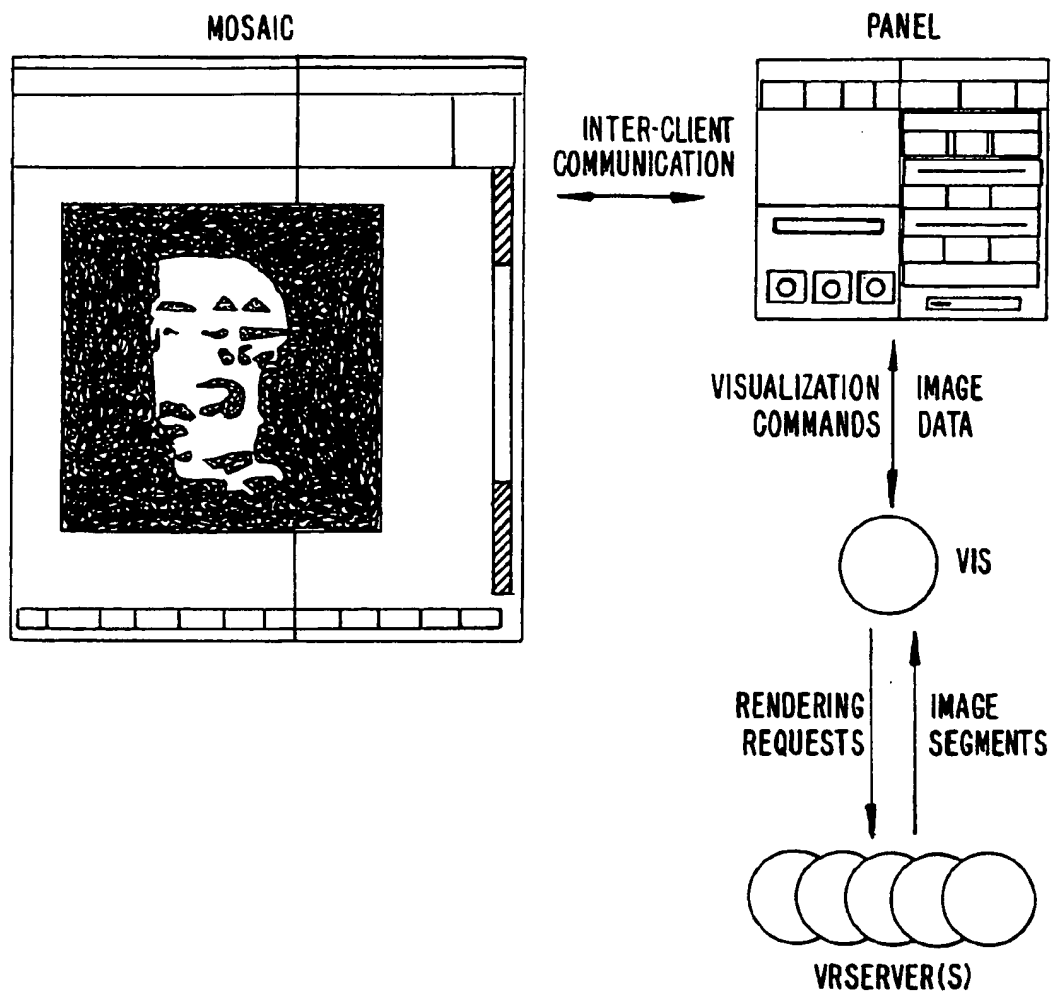 MOSAIC
PANEL
INTER-CLIENT
COMMUNICATION
VISUALIZATION
COMMANDS
IMAGE
DATA
VIS
RENDERING
REQUESTS
IMAGE
SEGMENTS
VRSERVER(S)